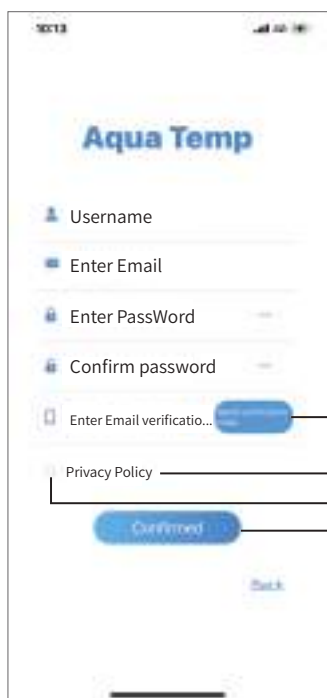 10:13
Aqua Temp
Username
Enter Email
Enter PassWord
Confirm password
Enter Email verificatio...
Privacy Policy
Confirmed
Back